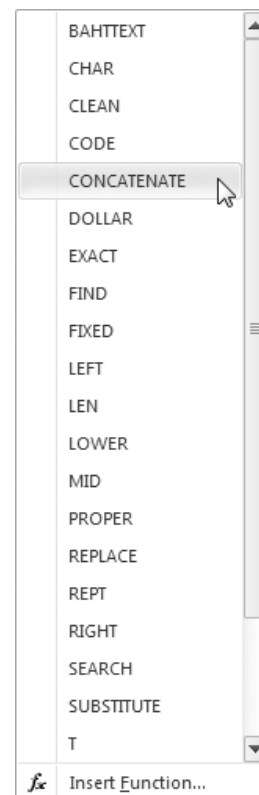 BAHTTEXT
CHAR
CLEAN
CODE
CONCATENATE
DOLLAR
EXACT
FIND
FIXED
LEFT
LEN
LOWER
MID
PROPER
REPLACE
REPT
RIGHT
SEARCH
SUBSTITUTE
T
fx Insert Function...